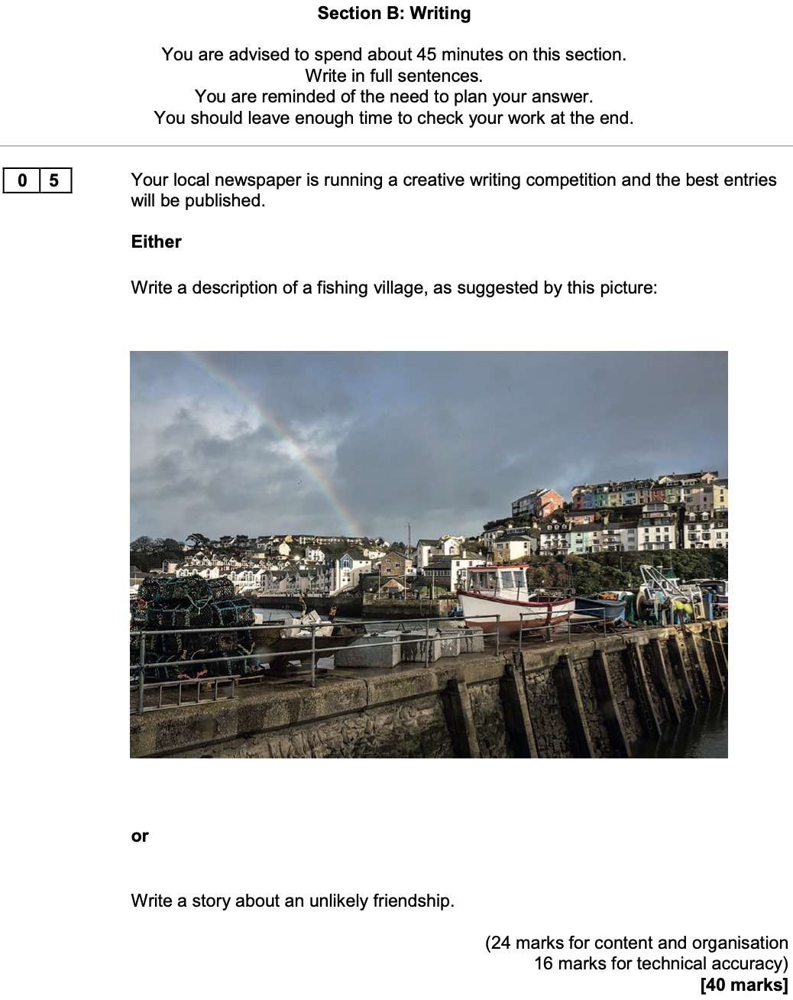 Section B: Writing
You are advised to spend about 45 minutes on this section.
Write in full sentences.
You are reminded of the need to plan your answer.
You should leave enough time to check your work at the end.
0 5
Your local newspaper is running a creative writing competition and the best entries
will be published.
Either
Write a description of a fishing village, as suggested by this picture:
or
Write a story about an unlikely friendship.
(24 marks for content and organisation
16 marks for technical accuracy)
[40 marks]